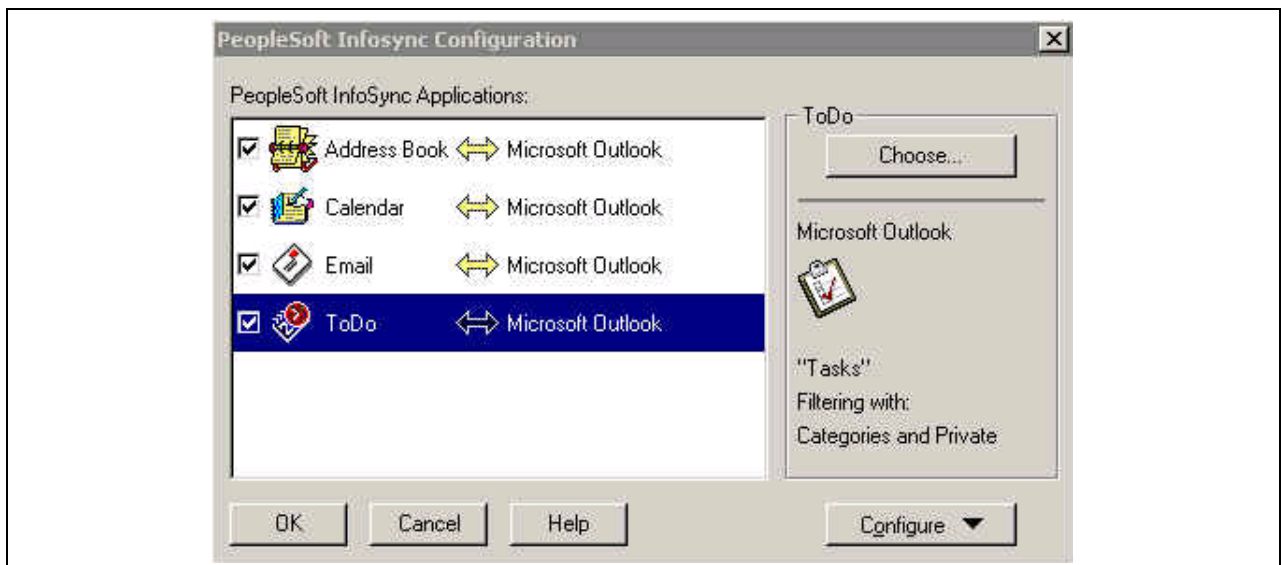 PeopleSoft Infosync Configuration
PeopleSoft InfoSync Applications:
Address Book Microsoft Outlook
Calendar Microsoft Outlook
Email Microsoft Outlook
ToDo Microsoft Outlook
ToDo
Choose...
Microsoft Outlook
"Tasks"
Filtering with:
Categories and Private
OK Cancel Help Configure